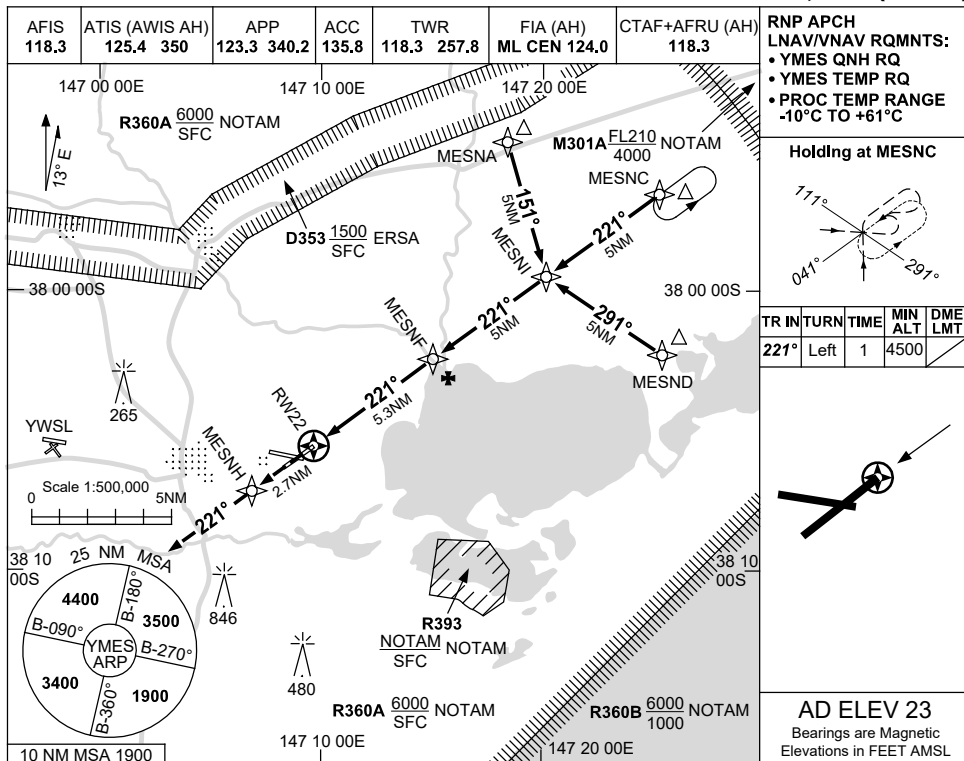 AFIS
118.3
ATIS (AWIS AH)
125.4 350
APP
123.3 340.2
ACC
135.8
TWR
118.3 257.8
FIA (AH)
ML CEN 124.0
CTAF+AFRU (AH)
118.3
RNP APCH
LNAV/VNAV RQMNTS:
• YMES QNH RQ
• YMES TEMP RQ
• PROC TEMP RANGE
-10°C TO +61°C
147 00 00E
147 10 00E
147 20 00E
R360A 6000
SFC NOTAM
13° E
MESNA
M301A FL210
4000 NOTAM
MESNC
151°
5NM
221°
5NM
D353 1500
SFC ERSA
MESNI
38 00 00S
38 00 00S
221°
5NM
291°
5NM
MESNF
MESND
265
221°
5.3NM
RW22
YWSL
MESNH
2.7NM
Scale 1:500,000
0
5NM
221°
38 10
00S
38 10
00S
25 NM MSA
4400
B-180°
3500
B-090°
YMES
ARP
B-270°
3400
B-360°
1900
846
480
R393
NOTAM
SFC NOTAM
R360A 6000
SFC NOTAM
R360B 6000
1000 NOTAM
10 NM MSA 1900
147 10 00E
147 20 00E
Holding at MESNC
111°
041°
291°
TR IN
TURN
TIME
MIN
ALT
DME
LMT
221°
Left
1
4500
AD ELEV 23
Bearings are Magnetic
Elevations in FEET AMSL